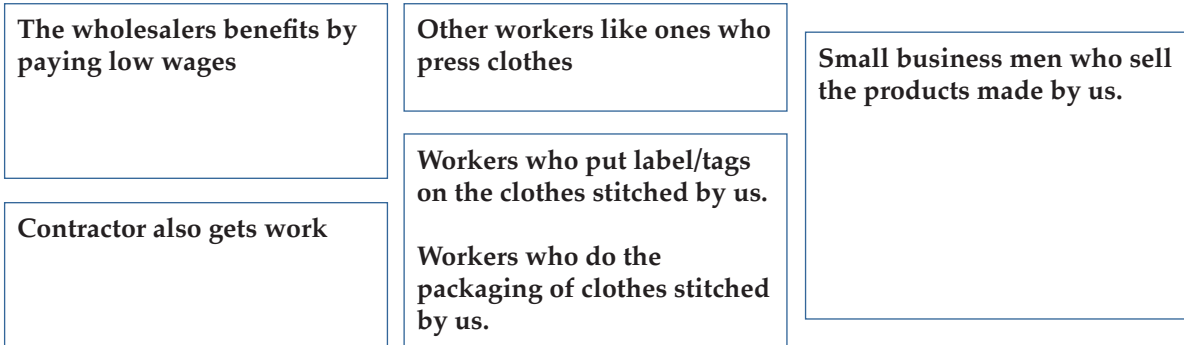 The wholesalers benefits by
paying low wages
Contractor also gets work
Other workers like ones who
press clothes
Workers who put label/tags
on the clothes stitched by us.
Workers who do the
packaging of clothes stitched
by us.
Small business men who sell
the products made by us.